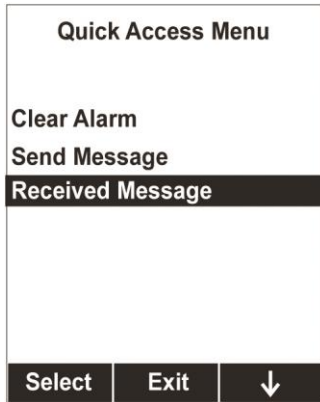 Quick Access Menu
Clear Alarm
Send Message
Received Message
Select Exit ↓